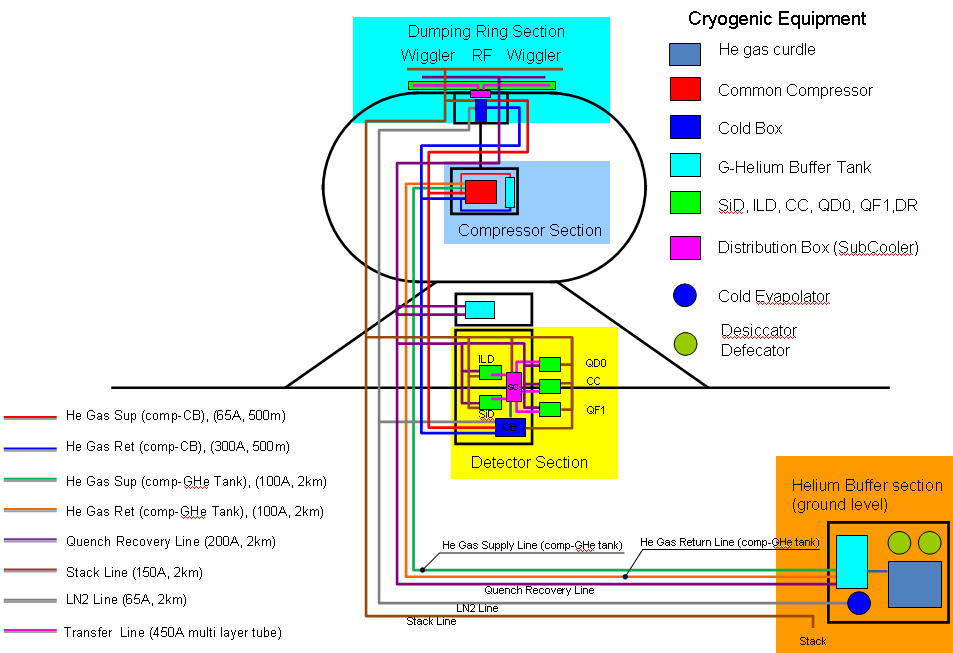 Dumping Ring Section
Wiggler RF Wiggler
Compressor Section
Cryogenic Equipment
He gas curdle
Common Compressor
Cold Box
G-Helium Buffer Tank
SiD, ILD, CC, QD0, QF1,DR
Distribution Box (SubCooler)
Cold Evapolator
Desiccator
Defecator
ILD
SC
SiD
CB
QD0
CC
QF1
Detector Section
He Gas Sup (comp-CB), (65A, 500m)
He Gas Ret (comp-CB), (300A, 500m)
He Gas Sup (comp-GHe Tank), (100A, 2km)
He Gas Ret (comp-GHe Tank), (100A, 2km)
Quench Recovery Line (200A, 2km)
Stack Line (150A, 2km)
LN2 Line (65A, 2km)
Transfer Line (450A multi layer tube)
Helium Buffer section
(ground level)
He Gas Supply Line (comp-GHe tank)
He Gas Return Line (comp-GHe tank)
Quench Recovery Line
LN2 Line
Stack Line
Stack